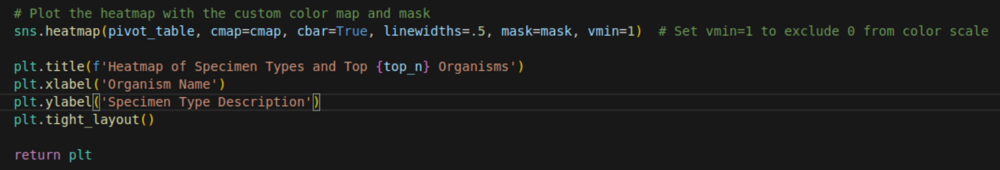 # Plot the heatmap with the custom color map and mask
sns.heatmap(pivot_table, cmap=cmap, cbar=True, linewidths=.5, mask=mask, vmin=1)  # Set vmin=1 to exclude 0 from color scale
plt.title(f'Heatmap of Specimen Types and Top {top_n} Organisms')
plt.xlabel('Organism Name')
plt.ylabel('Specimen Type Description')
plt.tight_layout()
return plt